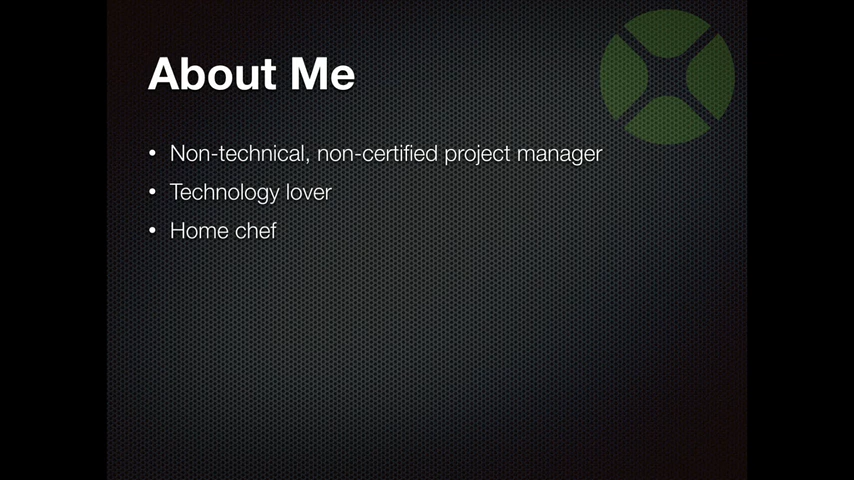 About Me
• Non-technical, non-certified project manager
• Technology lover
• Home chef